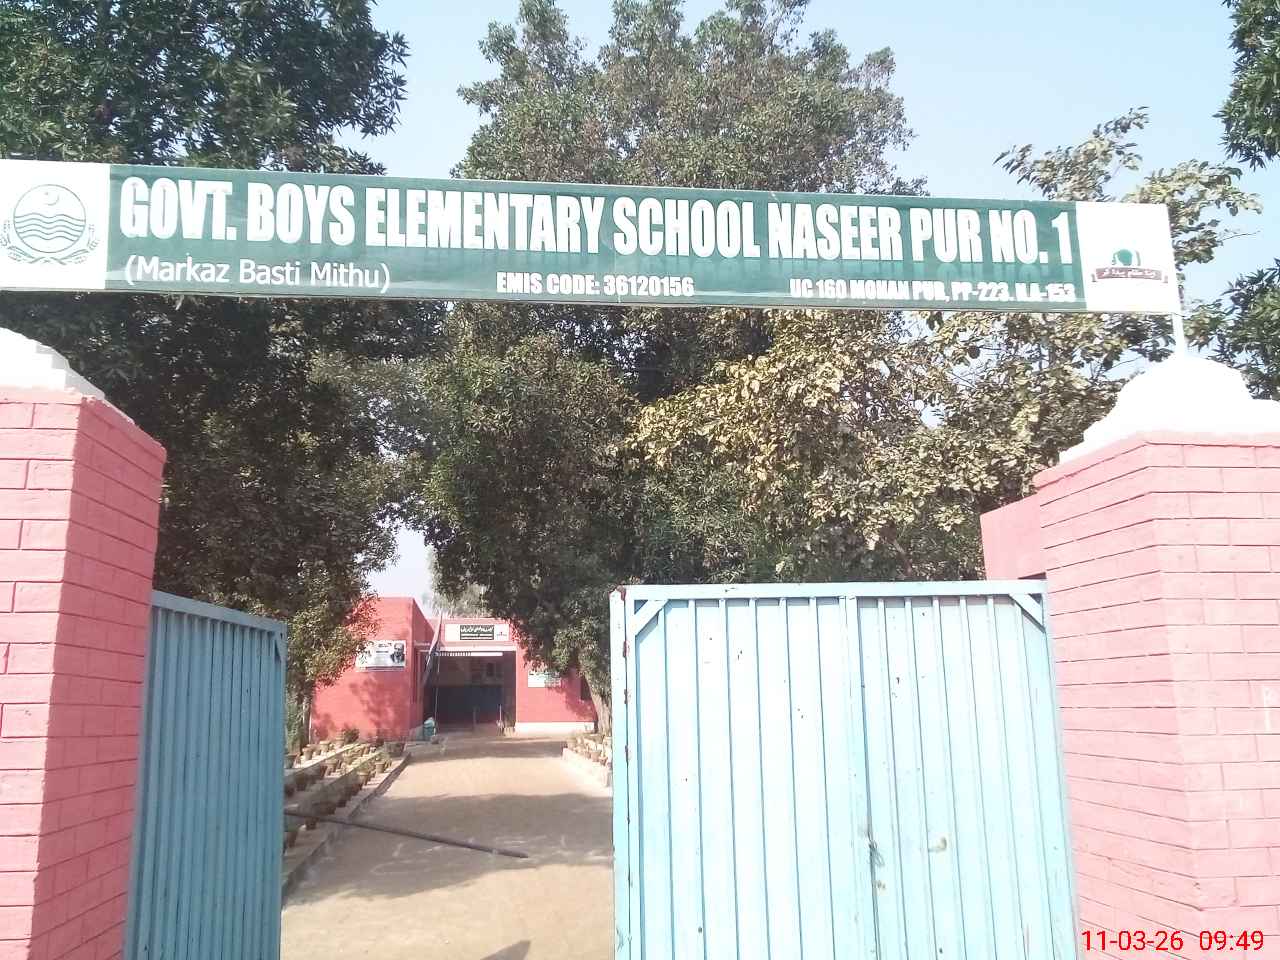 GOVT. BOYS ELEMENTARY SCHOOL NASEER PUR NO. 1
(Markaz Basti Mithu)
EMIS CODE: 36120156
UC 160 MOHAN PUR, PP-223, N.A-153
11-03-26 09:49